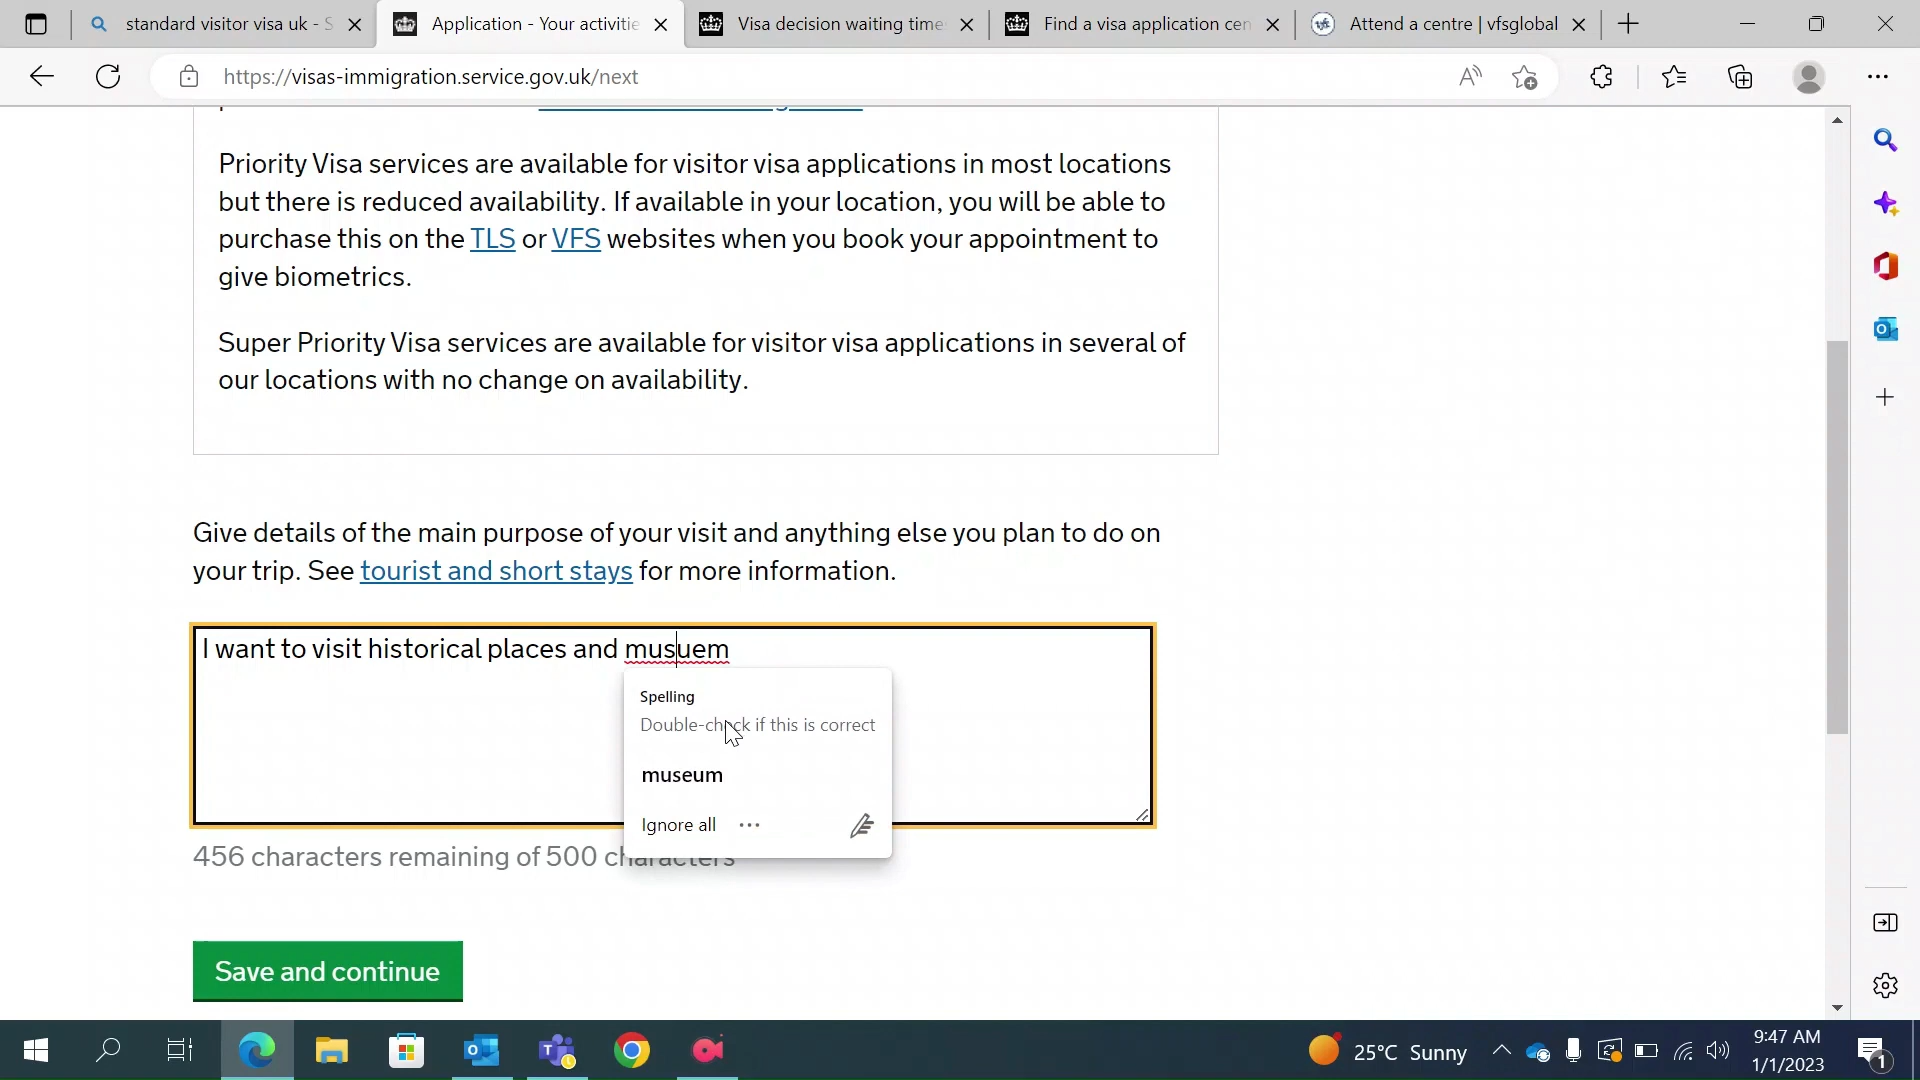 standard visitor visa uk - S
Application - Your activitie
Visa decision waiting time
Find a visa application cen
Attend a centre | vfsglobal
https://visas-immigration.service.gov.uk/next
Priority Visa services are available for visitor visa applications in most locations
but there is reduced availability. If available in your location, you will be able to
purchase this on the TLS or VFS websites when you book your appointment to
give biometrics.
Super Priority Visa services are available for visitor visa applications in several of
our locations with no change on availability.
Give details of the main purpose of your visit and anything else you plan to do on
your trip. See tourist and short stays for more information.
I want to visit historical places and musuem
Spelling
Double-check if this is correct
museum
Ignore all
456 characters remaining of 500 characters
Save and continue
25°C Sunny
9:47 AM
1/1/2023
1